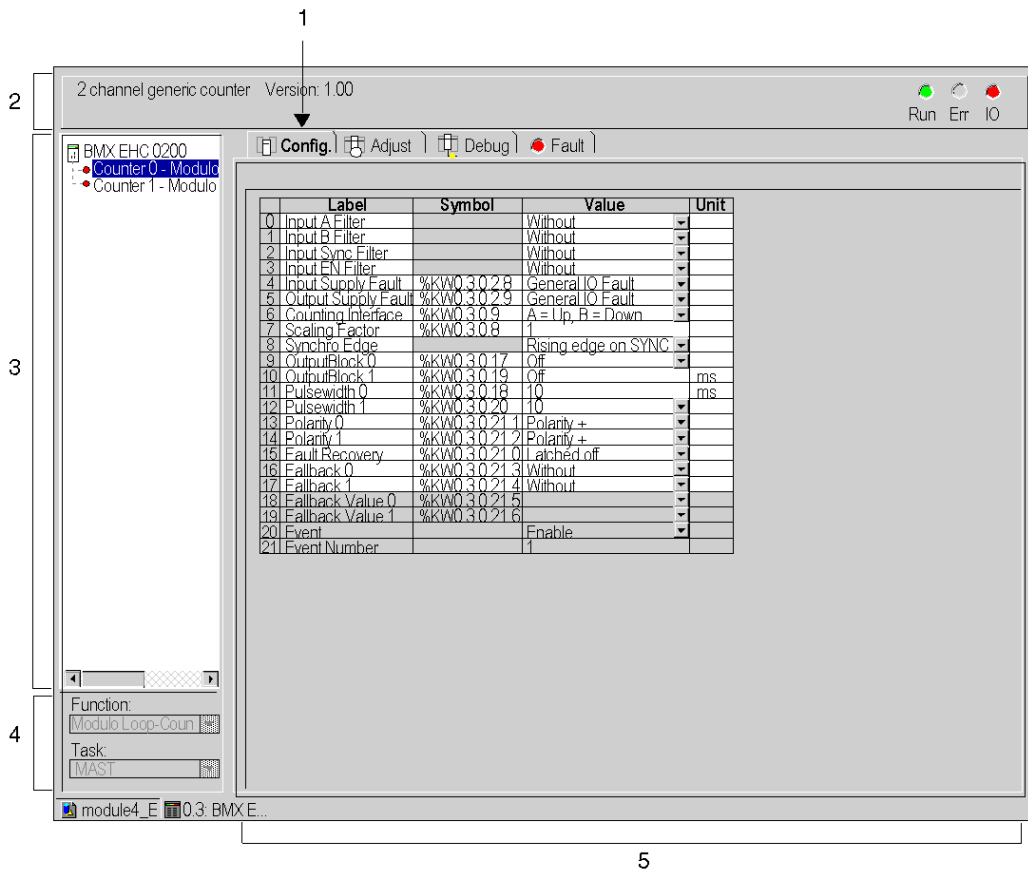 1
2
2 channel generic counter Version: 1.00
Run Err IO
3
BMX EHC 0200
Counter 0 - Modulo
Counter 1 - Modulo
Config. Adjust Debug Fault
Label Symbol Value Unit
0 Input A Filter Without
1 Input B Filter Without
2 Input Sync Filter Without
3 Input EN Filter Without
4 Input Supply Fault %KW0.3.0.2.8 General IO Fault
5 Output Supply Fault %KW0.3.0.2.9 General IO Fault
6 Counting Interface %KW0.3.0.9 A = Up, B = Down
7 Scaling Factor %KW0.3.0.8 1
8 Synchro Edge Rising edge on SYNC
9 OutputBlock 0 %KW0.3.0.17 Off
10 OutputBlock 1 %KW0.3.0.19 Off ms
11 Pulsewidth 0 %KW0.3.0.18 10 ms
12 Pulsewidth 1 %KW0.3.0.20 10
13 Polarity 0 %KW0.3.0.21.1 Polarity +
14 Polarity 1 %KW0.3.0.21.2 Polarity +
15 Fault Recovery %KW0.3.0.21.0 Latched off
16 Fallback 0 %KW0.3.0.21.3 Without
17 Fallback 1 %KW0.3.0.21.4 Without
18 Fallback Value 0 %KW0.3.0.21.5
19 Fallback Value 1 %KW0.3.0.21.6
20 Event Enable
21 Event Number 1
4
Function:
Modulo Loop-Coun
Task:
MAST
module4_E 0.3: BMX E...
5